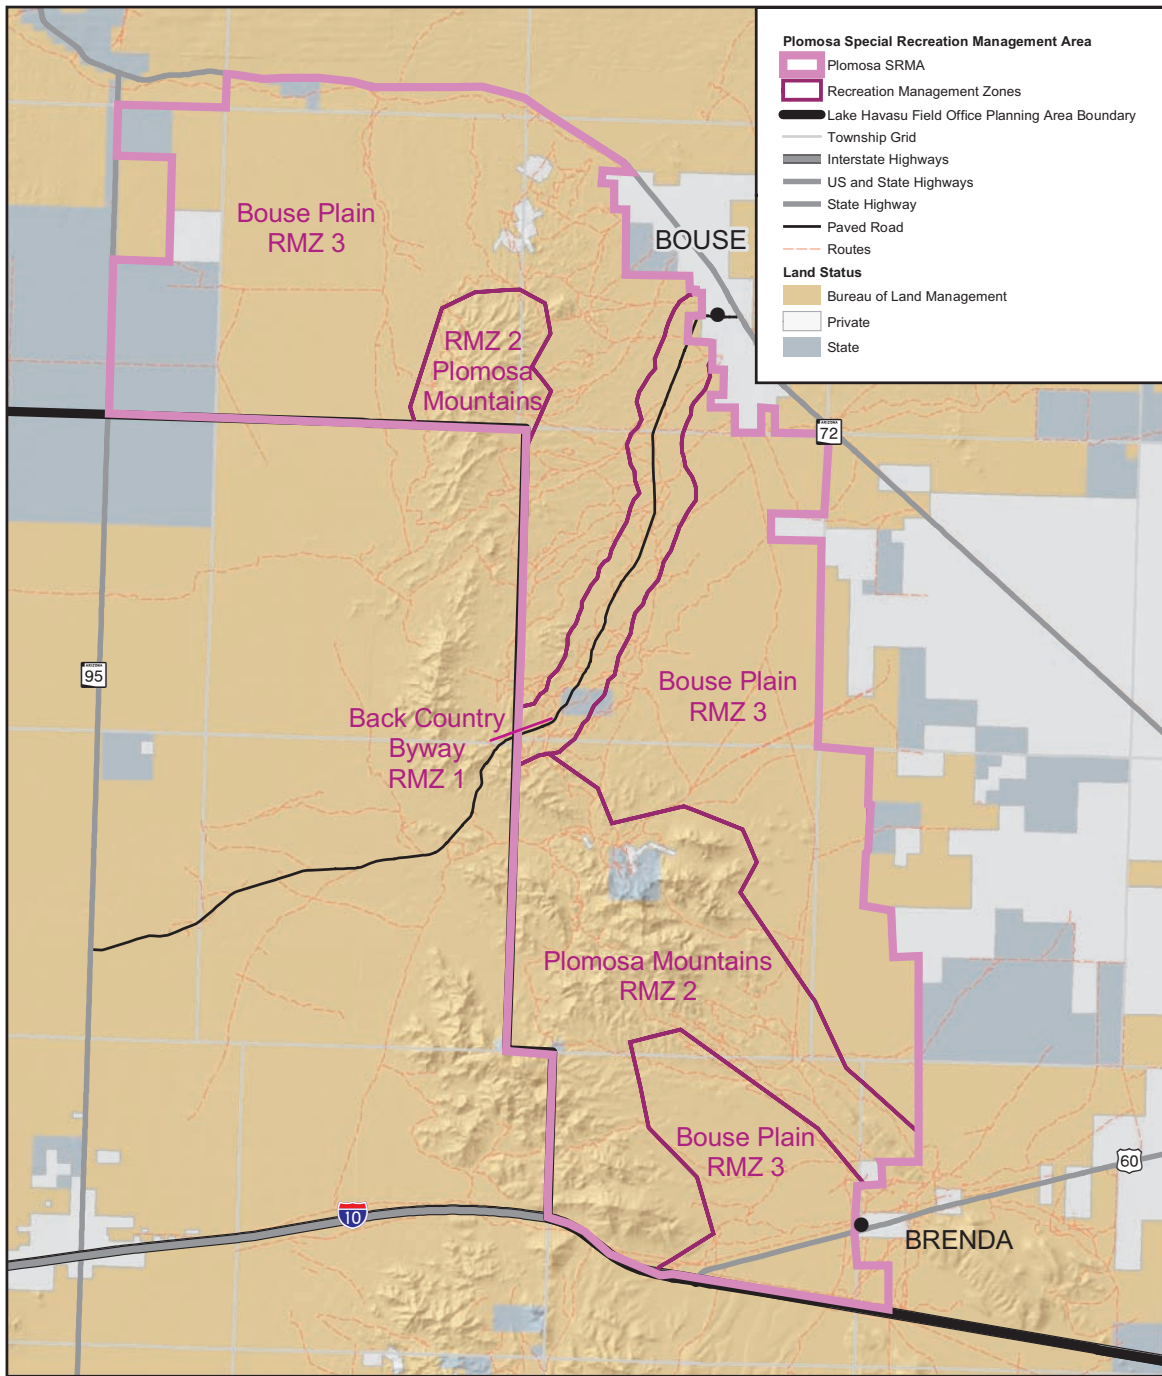 Plomosa Special Recreation Management Area
Plomosa SRMA
Recreation Management Zones
Lake Havasu Field Office Planning Area Boundary
Township Grid
Interstate Highways
US and State Highways
State Highway
Paved Road
Routes
Land Status
Bureau of Land Management
Private
State
Bouse Plain
RMZ 3
BOUSE
RMZ 2
Plomosa
Mountains
ARIZONA
72
ARIZONA
95
Bouse Plain
RMZ 3
Back Country
Byway
RMZ 1
Plomosa Mountains
RMZ 2
Bouse Plain
RMZ 3
60
10
BRENDA